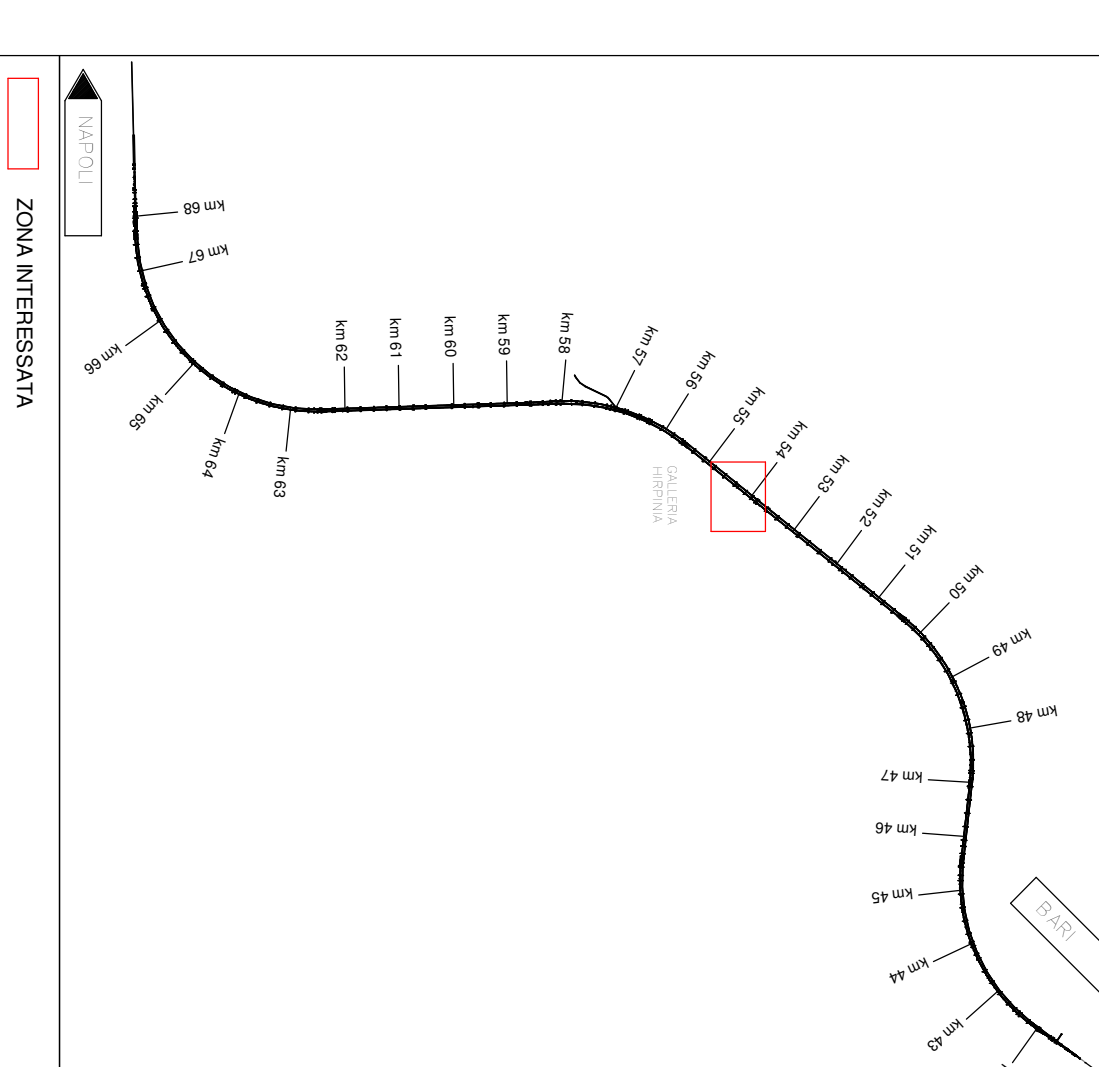 ZONA INTERESSATA
NAPOLI
km 68
km 67
km 66
km 65
km 64
km 63
km 62
km 61
km 60
km 59
km 58
km 57
km 56
km 55
km 54
km 53
km 52
km 51
km 50
km 49
km 48
km 47
km 46
km 45
km 44
km 43
GALLERIA
HIRPINIA
BARI